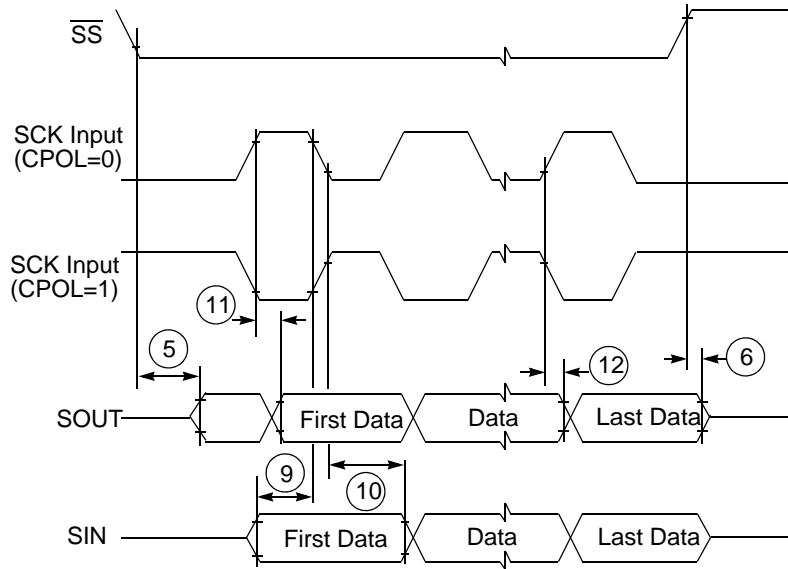 SS
SCK Input
(CPOL=0)
SCK Input
(CPOL=1)
11
5
12
6
SOUT
First Data
Data
Last Data
9
10
SIN
First Data
Data
Last Data